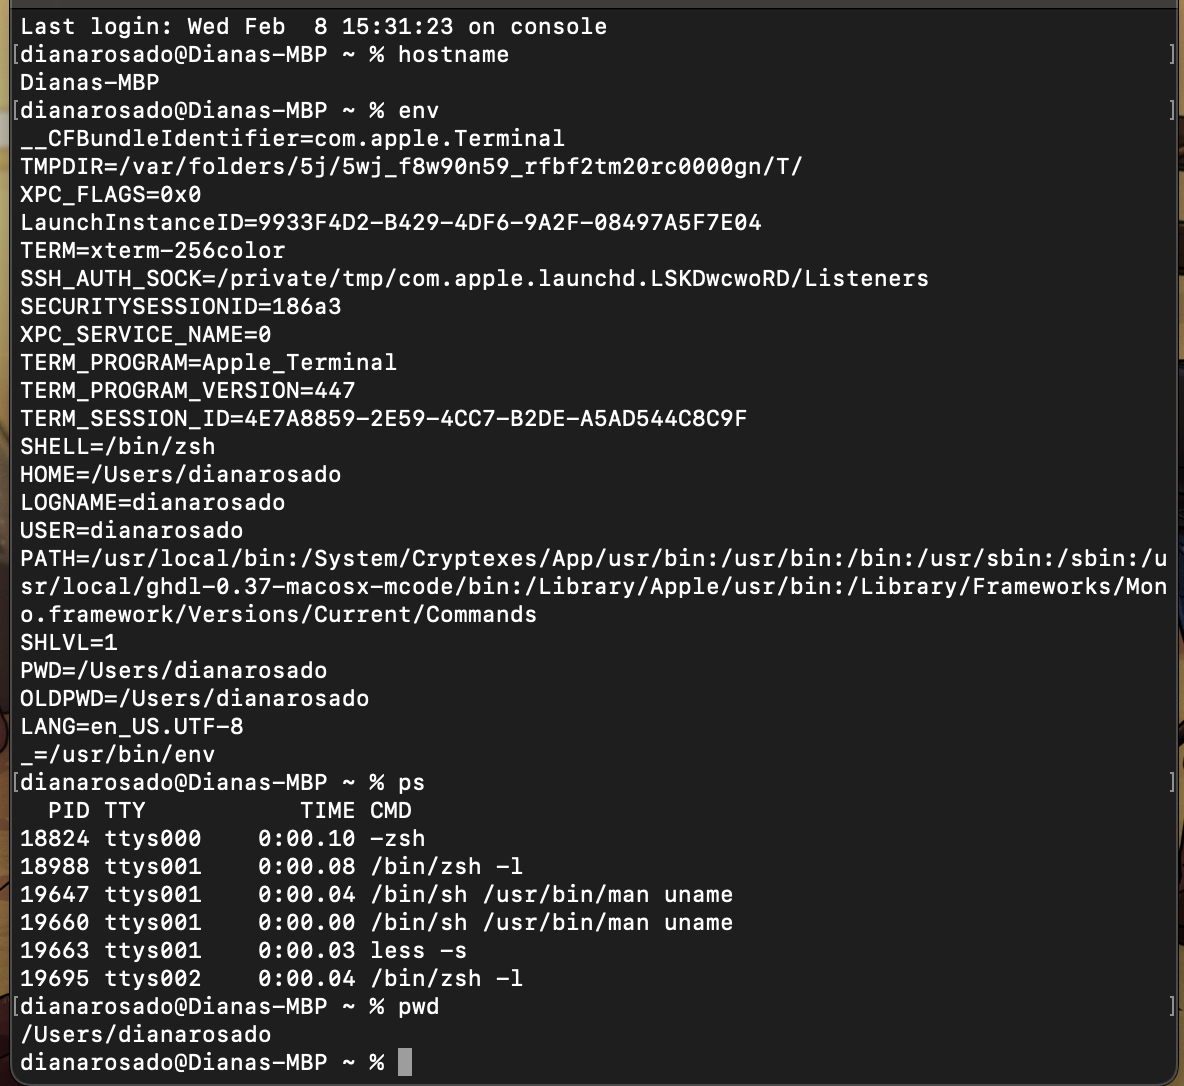 Last login: Wed Feb  8 15:31:23 on console
[dianarosado@Dianas-MBP ~ % hostname ]
Dianas-MBP
[dianarosado@Dianas-MBP ~ % env ]
__CFBundleIdentifier=com.apple.Terminal
TMPDIR=/var/folders/5j/5wj_f8w90n59_rfbf2tm20rc0000gn/T/
XPC_FLAGS=0x0
LaunchInstanceID=9933F4D2-B429-4DF6-9A2F-08497A5F7E04
TERM=xterm-256color
SSH_AUTH_SOCK=/private/tmp/com.apple.launchd.LSKDwcwoRD/Listeners
SECURITYSESSIONID=186a3
XPC_SERVICE_NAME=0
TERM_PROGRAM=Apple_Terminal
TERM_PROGRAM_VERSION=447
TERM_SESSION_ID=4E7A8859-2E59-4CC7-B2DE-A5AD544C8C9F
SHELL=/bin/zsh
HOME=/Users/dianarosado
LOGNAME=dianarosado
USER=dianarosado
PATH=/usr/local/bin:/System/Cryptexes/App/usr/bin:/usr/bin:/bin:/usr/sbin:/sbin:/u
sr/local/ghdl-0.37-macosx-mcode/bin:/Library/Apple/usr/bin:/Library/Frameworks/Mon
o.framework/Versions/Current/Commands
SHLVL=1
PWD=/Users/dianarosado
OLDPWD=/Users/dianarosado
LANG=en_US.UTF-8
_=/usr/bin/env
[dianarosado@Dianas-MBP ~ % ps ]
  PID TTY           TIME CMD
18824 ttys000    0:00.10 -zsh
18988 ttys001    0:00.08 /bin/zsh -l
19647 ttys001    0:00.04 /bin/sh /usr/bin/man uname
19660 ttys001    0:00.00 /bin/sh /usr/bin/man uname
19663 ttys001    0:00.03 less -s
19695 ttys002    0:00.04 /bin/zsh -l
[dianarosado@Dianas-MBP ~ % pwd ]
/Users/dianarosado
dianarosado@Dianas-MBP ~ %